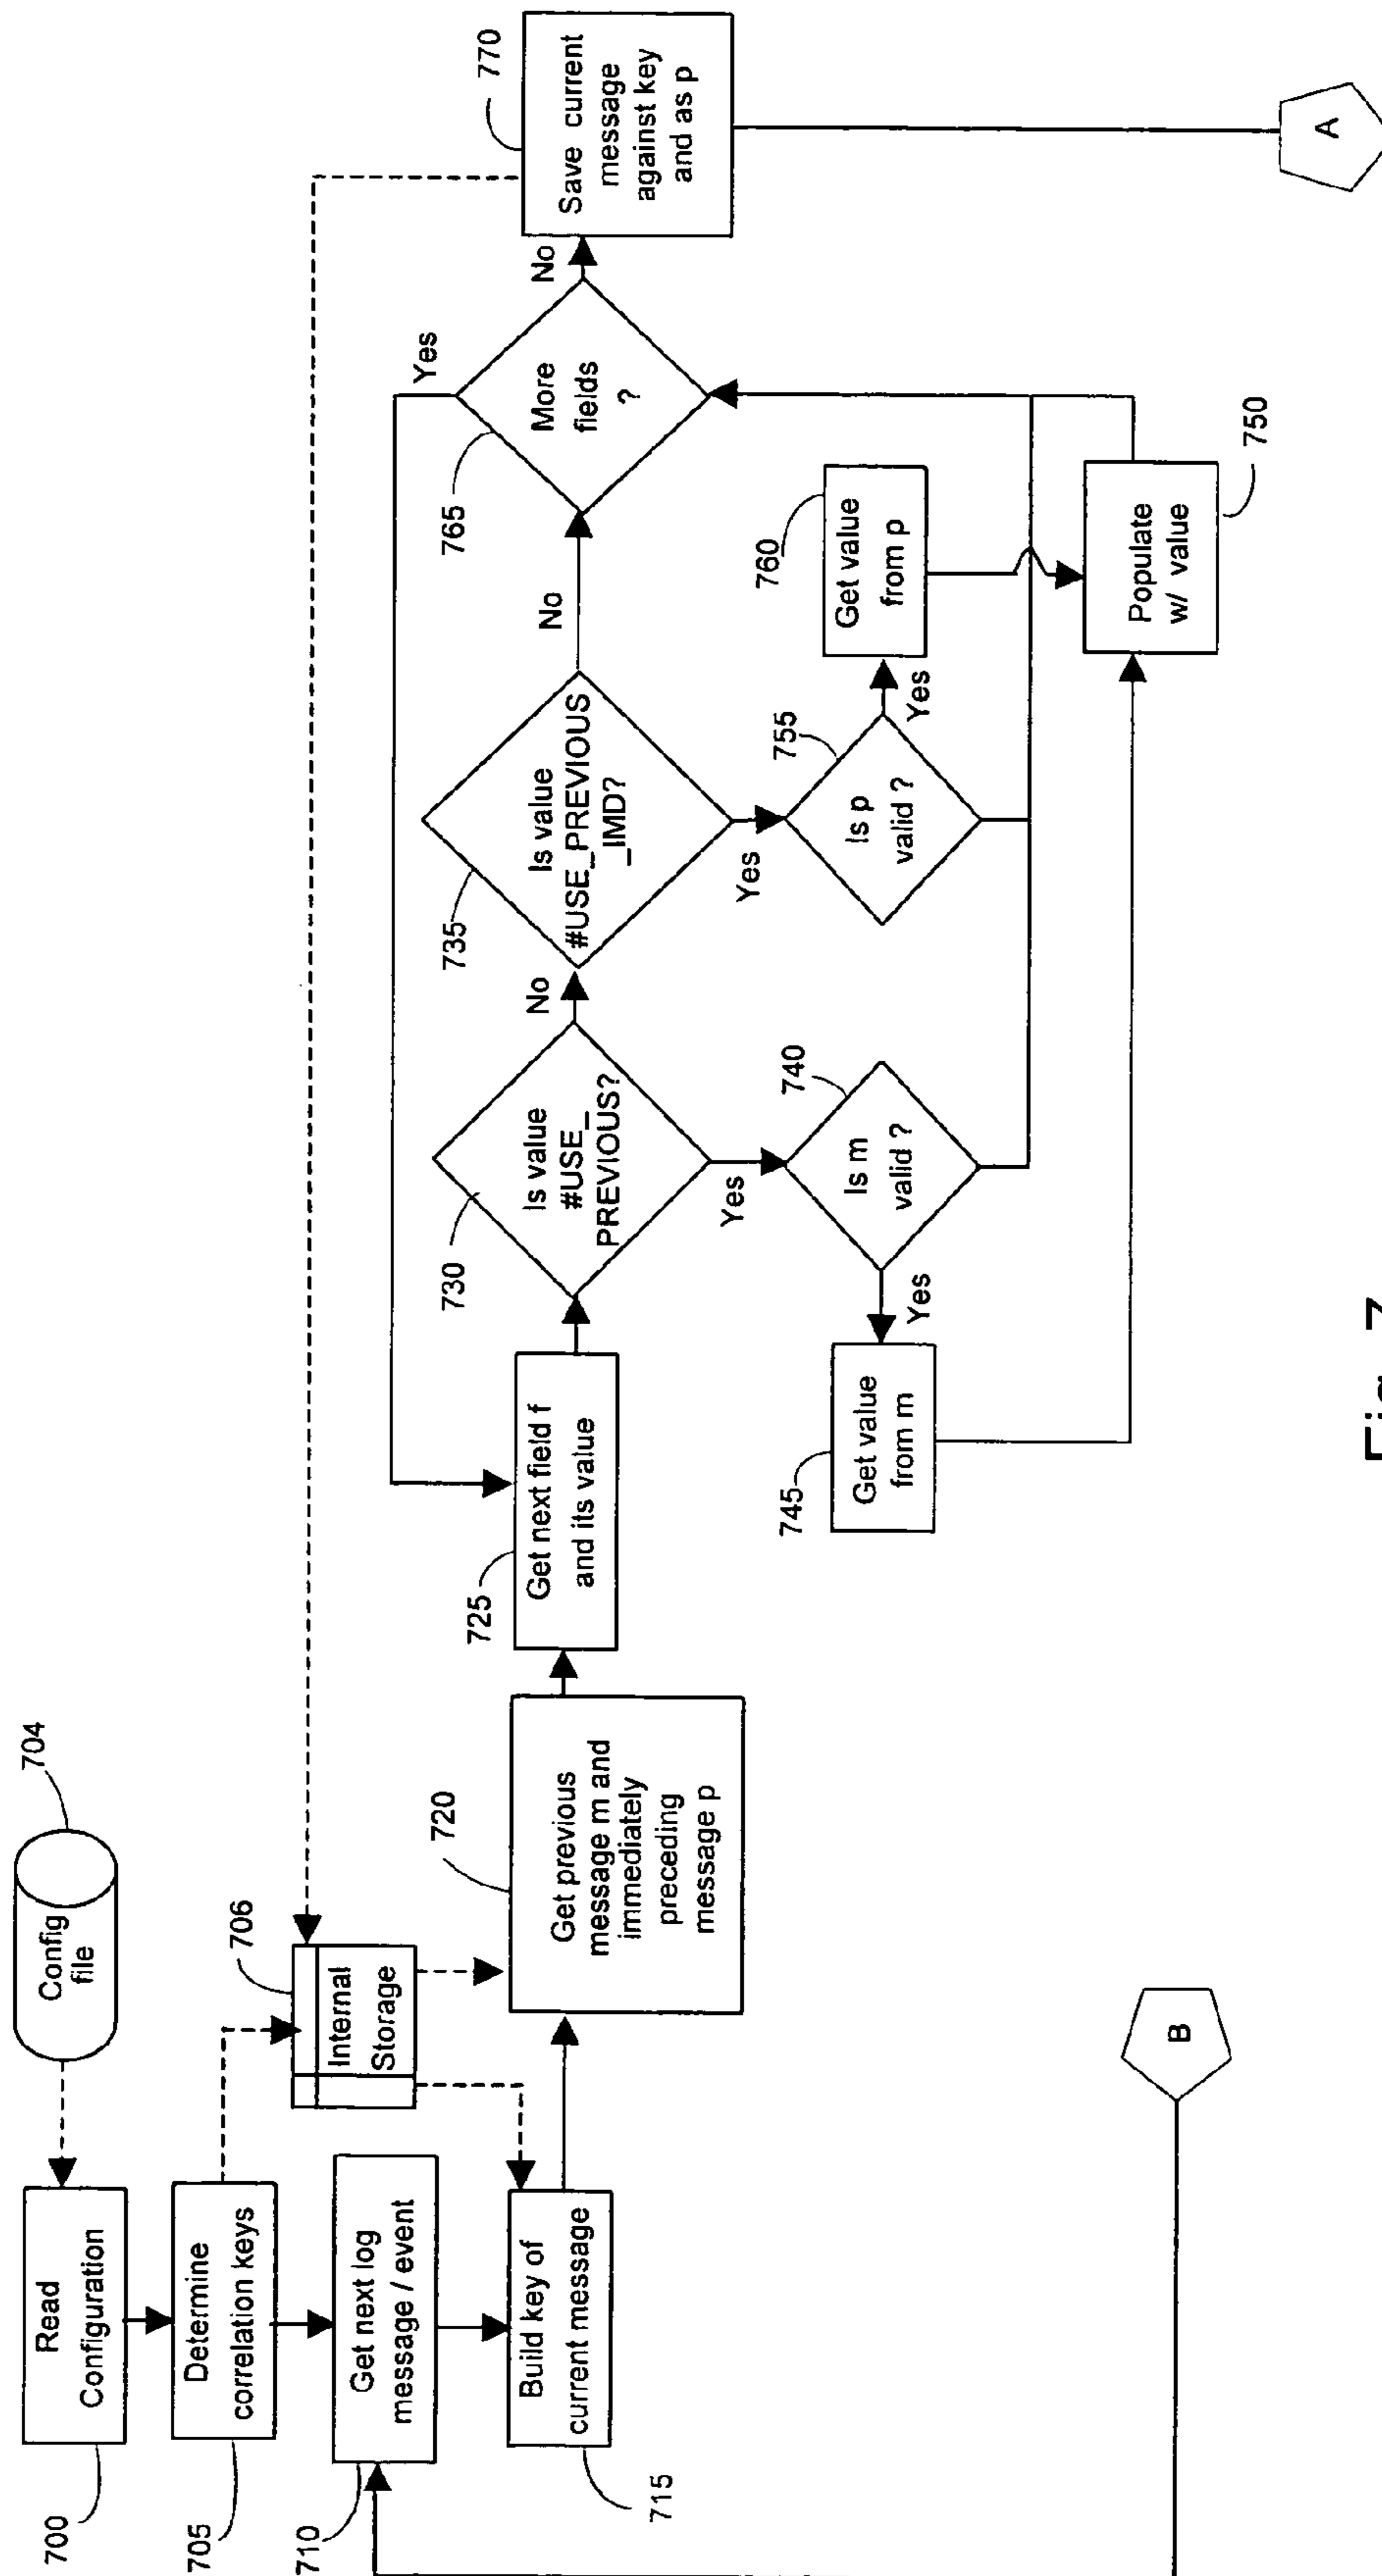 700
Read
Configuration
Config
file
704
705
Determine
correlation keys
706
Internal
Storage
710
Get next log
message / event
715
Build key of
current message
720
Get previous
message m and
immediately
preceding
message p
725
Get next field f
and its value
730
Is value
#USE_
PREVIOUS?
No
Yes
735
Is value
#USE_PREVIOUS
_IMD?
No
Yes
740
Is m
valid ?
Yes
745
Get value
from m
755
Is p
valid ?
Yes
760
Get value
from p
750
Populate
w/ value
765
More
fields
?
Yes
No
770
Save current
message
against key
and as p
A
B
Fig. 7